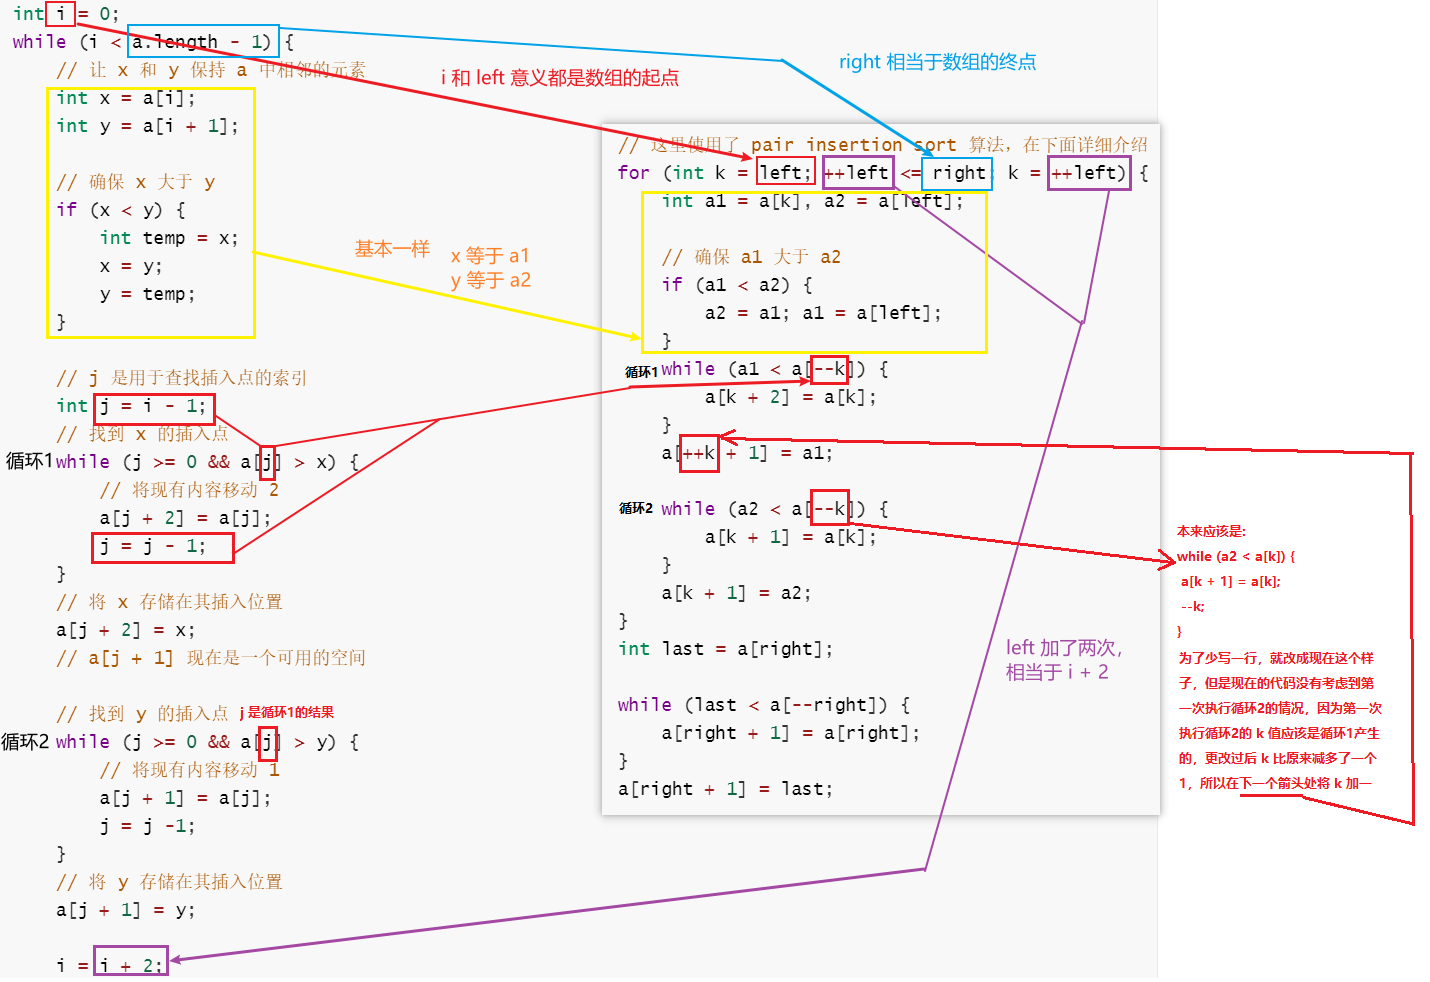 int i = 0;
while (i < a.length - 1) {
// 让 x 和 y 保持 a 中相邻的元素
int x = a[i];
int y = a[i + 1];
// 确保 x 大于 y
if (x < y) {
int temp = x;
x = y;
y = temp;
}
// j 是用于查找插入点的索引
int j = i - 1;
// 找到 x 的插入点
循环1 while (j >= 0 && a[j] > x) {
// 将现有内容移动 2
a[j + 2] = a[j];
j = j - 1;
}
// 将 x 存储在其插入位置
a[j + 2] = x;
// a[j + 1] 现在是一个可用的空间
// 找到 y 的插入点 j 是循环1的结果
循环2 while (j >= 0 && a[j] > y) {
// 将现有内容移动 1
a[j + 1] = a[j];
j = j -1;
}
// 将 y 存储在其插入位置
a[j + 1] = y;
i = i + 2;
i 和 left 意义都是数组的起点
right 相当于数组的终点
基本一样
x 等于 a1
y 等于 a2
// 这里使用了 pair insertion sort 算法，在下面详细介绍
for (int k = left; ++left <= right; k = ++left) {
int a1 = a[k], a2 = a[left];
// 确保 a1 大于 a2
if (a1 < a2) {
a2 = a1; a1 = a[left];
}
循环1 while (a1 < a[--k]) {
a[k + 2] = a[k];
}
a[++k + 1] = a1;
循环2 while (a2 < a[--k]) {
a[k + 1] = a[k];
}
a[k + 1] = a2;
}
int last = a[right];
while (last < a[--right]) {
a[right + 1] = a[right];
}
a[right + 1] = last;
left 加了两次，
相当于 i + 2
本来应该是:
while (a2 < a[k]) {
a[k + 1] = a[k];
--k;
}
为了少写一行，就改成现在这个样
子，但是现在的代码没有考虑到第
一次执行循环2的情况，因为第一次
执行循环2的 k 值应该是循环1产生
的，更改过后 k 比原来减多了一个
1，所以在下一个箭头处将 k 加一